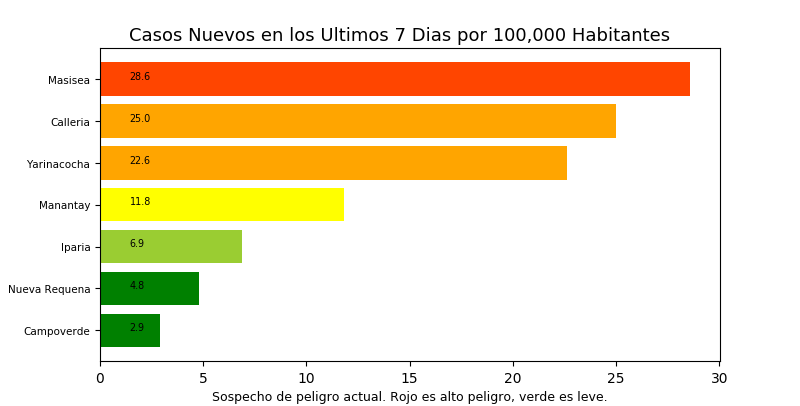 Casos Nuevos en los Ultimos 7 Dias por 100,000 Habitantes
Masisea 28.6
Calleria 25.0
Yarinacocha 22.6
Manantay 11.8
Iparia 6.9
Nueva Requena 4.8
Campoverde 2.9
0 5 10 15 20 25 30
Sospecho de peligro actual. Rojo es alto peligro, verde es leve.